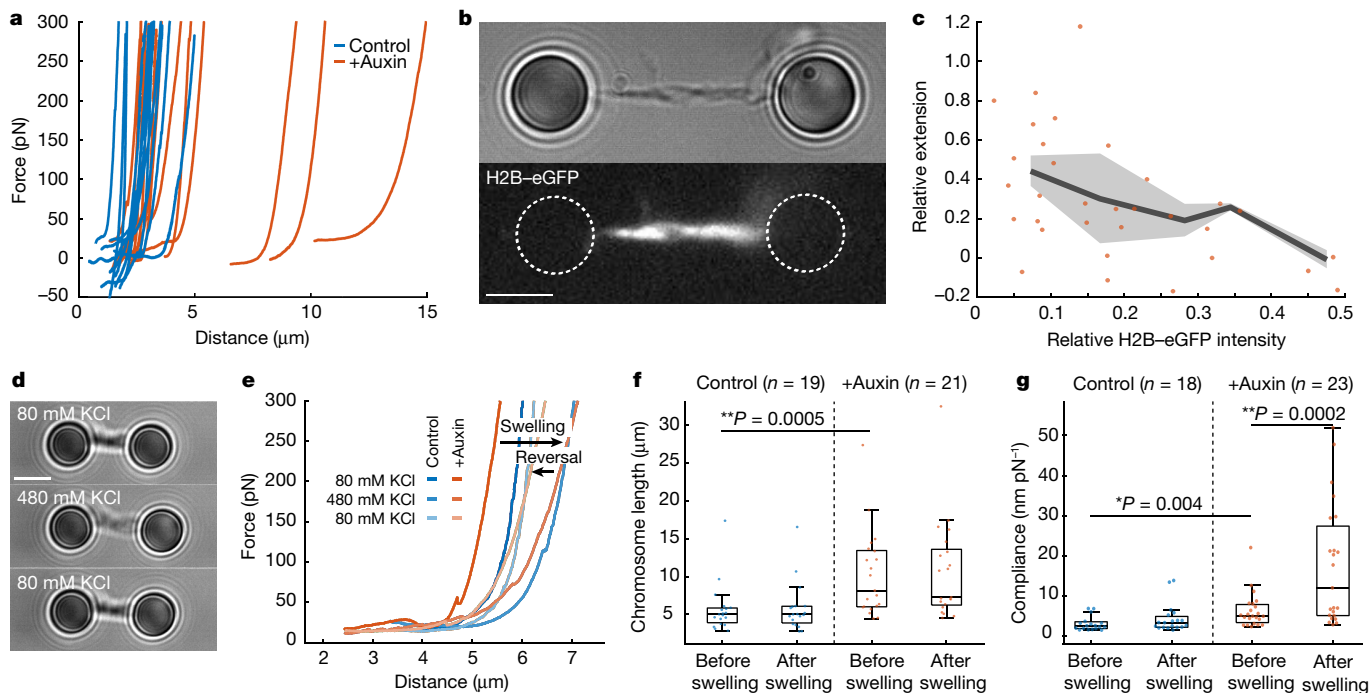 a
Force (pN)
300
250
200
150
100
50
0
−50
0
5
10
15
Distance (μm)
Control
+Auxin
b
H2B–eGFP
c
Relative extension
1.2
1.0
0.8
0.6
0.4
0.2
0
−0.2
0
0.1
0.2
0.3
0.4
0.5
Relative H2B–eGFP intensity
d
80 mM KCl
480 mM KCl
80 mM KCl
e
Force (pN)
300
250
200
150
100
50
0
2
3
4
5
6
7
Distance (μm)
Control
+Auxin
80 mM KCl
480 mM KCl
80 mM KCl
Swelling
Reversal
f
Control (n = 19)
+Auxin (n = 21)
**P = 0.0005
Chromosome length (μm)
30
25
20
15
10
5
Before swelling
After swelling
Before swelling
After swelling
g
Control (n = 18)
+Auxin (n = 23)
**P = 0.0002
*P = 0.004
Compliance (nm pN⁻¹)
50
40
30
20
10
0
Before swelling
After swelling
Before swelling
After swelling